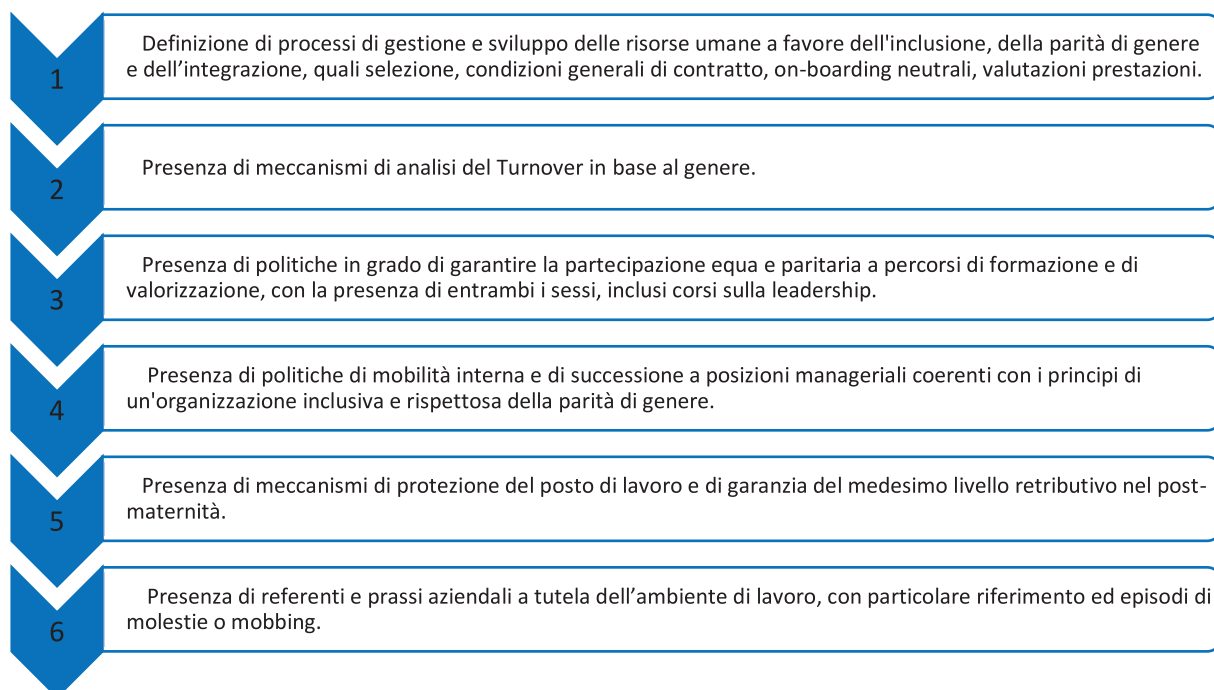 1
Definizione di processi di gestione e sviluppo delle risorse umane a favore dell'inclusione, della parità di genere
e dell’integrazione, quali selezione, condizioni generali di contratto, on-boarding neutrali, valutazioni prestazioni.
2
Presenza di meccanismi di analisi del Turnover in base al genere.
3
Presenza di politiche in grado di garantire la partecipazione equa e paritaria a percorsi di formazione e di
valorizzazione, con la presenza di entrambi i sessi, inclusi corsi sulla leadership.
4
Presenza di politiche di mobilità interna e di successione a posizioni manageriali coerenti con i principi di
un'organizzazione inclusiva e rispettosa della parità di genere.
5
Presenza di meccanismi di protezione del posto di lavoro e di garanzia del medesimo livello retributivo nel post-
maternità.
6
Presenza di referenti e prassi aziendali a tutela dell’ambiente di lavoro, con particolare riferimento ed episodi di
molestie o mobbing.